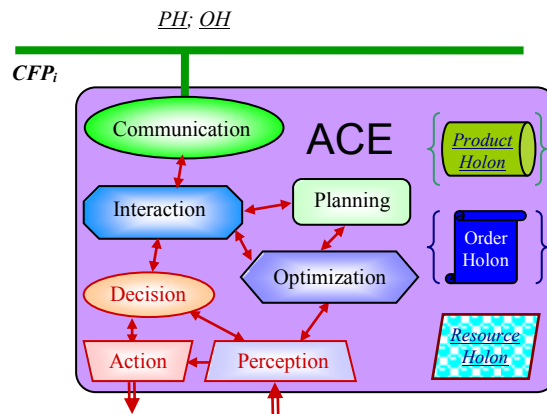 PH; OH
CFPi
Communication
ACE
Product
Holon
Interaction
Planning
Order
Holon
Optimization
Decision
Resource
Holon
Action
Perception